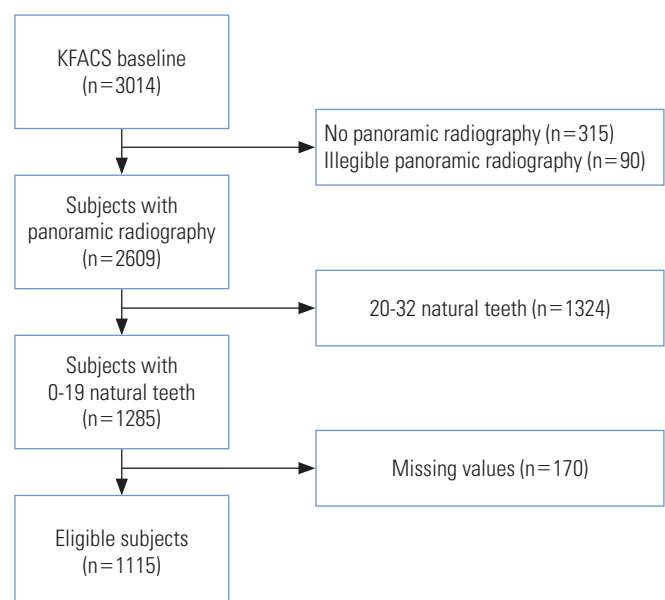 KFACS baseline
(n=3014)
No panoramic radiography (n=315)
Illegible panoramic radiography (n=90)
Subjects with
panoramic radiography
(n=2609)
20-32 natural teeth (n=1324)
Subjects with
0-19 natural teeth
(n=1285)
Missing values (n=170)
Eligible subjects
(n=1115)